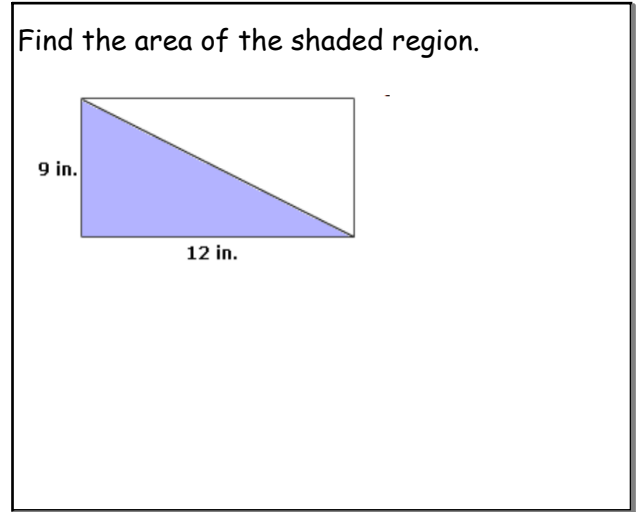 Find the area of the shaded region.
9 in.
12 in.